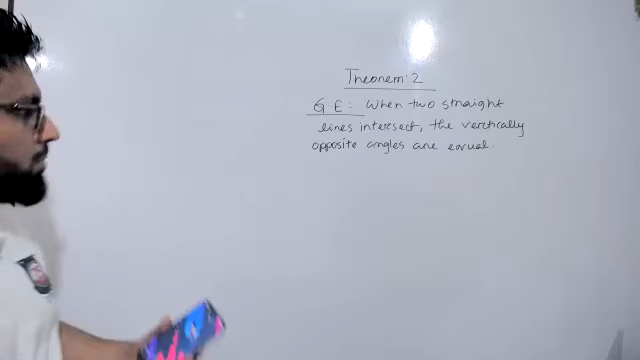 Theorem: 2
G.E: When two straight
lines intersect, the vertically
opposite angles are equal.